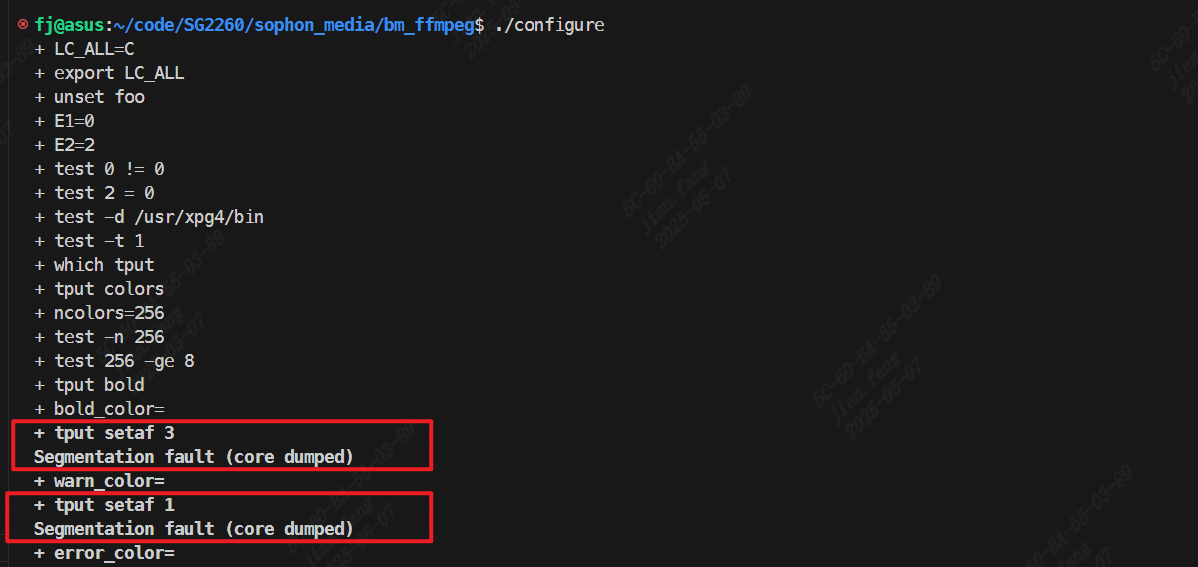 fj@asus:~/code/SG2260/sophon_media/bm_ffmpeg$ ./configure
+ LC_ALL=C
+ export LC_ALL
+ unset foo
+ E1=0
+ E2=2
+ test 0 != 0
+ test 2 = 0
+ test -d /usr/xpg4/bin
+ test -t 1
+ which tput
+ tput colors
+ ncolors=256
+ test -n 256
+ test 256 -ge 8
+ tput bold
+ bold_color=
+ tput setaf 3
Segmentation fault (core dumped)
+ warn_color=
+ tput setaf 1
Segmentation fault (core dumped)
+ error_color=
5C-60-BA-55-03-89
jian.fang
2025-05-07